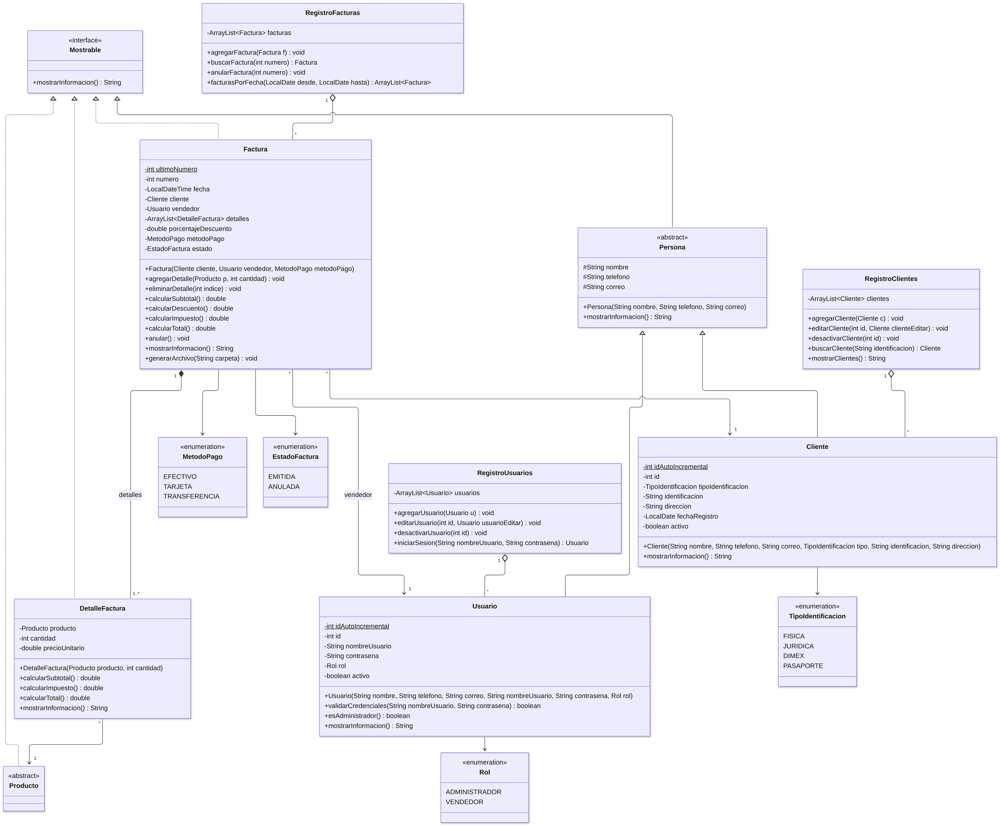 RegistroFacturas
-ArrayList<Factura> facturas
+agregarFactura(Factura f) : void
+buscarFactura(int numero) : Factura
+anularFactura(int numero) : void
+facturasPorFecha(LocalDate desde, LocalDate hasta) : ArrayList<Factura>
«interface»
Mostrable
+mostrarInformacion() : String
1
*
Factura
-int ultimoNumero
-int numero
-LocalDateTime fecha
-Cliente cliente
-Usuario vendedor
-ArrayList<DetalleFactura> detalles
-double porcentajeDescuento
-MetodoPago metodoPago
-EstadoFactura estado
+Factura(Cliente cliente, Usuario vendedor, MetodoPago metodoPago)
+agregarDetalle(Producto p, int cantidad) : void
+eliminarDetalle(int indice) : void
+calcularSubtotal() : double
+calcularDescuento() : double
+calcularImpuesto() : double
+calcularTotal() : double
+anular() : void
+mostrarInformacion() : String
+generarArchivo(String carpeta) : void
«abstract»
Persona
#String nombre
#String telefono
#String correo
+Persona(String nombre, String telefono, String correo)
+mostrarInformacion() : String
RegistroClientes
-ArrayList<Cliente> clientes
+agregarCliente(Cliente c) : void
+editarCliente(int id, Cliente clienteEditar) : void
+desactivarCliente(int id) : void
+buscarCliente(String identificacion) : Cliente
+mostrarClientes() : String
1
*
*
1
1
*
«enumeration»
MetodoPago
EFECTIVO
TARJETA
TRANSFERENCIA
«enumeration»
EstadoFactura
EMITIDA
ANULADA
detalles
vendedor
RegistroUsuarios
-ArrayList<Usuario> usuarios
+agregarUsuario(Usuario u) : void
+editarUsuario(int id, Usuario usuarioEditar) : void
+desactivarUsuario(int id) : void
+iniciarSesion(String nombreUsuario, String contrasena) : Usuario
Cliente
-int idAutoIncremental
-int id
-TipoIdentificacion tipoIdentificacion
-String identificacion
-String direccion
-LocalDate fechaRegistro
-boolean activo
+Cliente(String nombre, String telefono, String correo, TipoIdentificacion tipo, String identificacion, String direccion)
+mostrarInformacion() : String
1
1..*
1
*
DetalleFactura
-Producto producto
-int cantidad
-double precioUnitario
+DetalleFactura(Producto producto, int cantidad)
+calcularSubtotal() : double
+calcularImpuesto() : double
+calcularTotal() : double
+mostrarInformacion() : String
Usuario
-int idAutoIncremental
-int id
-String nombreUsuario
-String contrasena
-Rol rol
-boolean activo
+Usuario(String nombre, String telefono, String correo, String nombreUsuario, String contrasena, Rol rol)
+validarCredenciales(String nombreUsuario, String contrasena) : boolean
+esAdministrador() : boolean
+mostrarInformacion() : String
«enumeration»
TipoIdentificacion
FISICA
JURIDICA
DIMEX
PASAPORTE
*
1
«abstract»
Producto
«enumeration»
Rol
ADMINISTRADOR
VENDEDOR